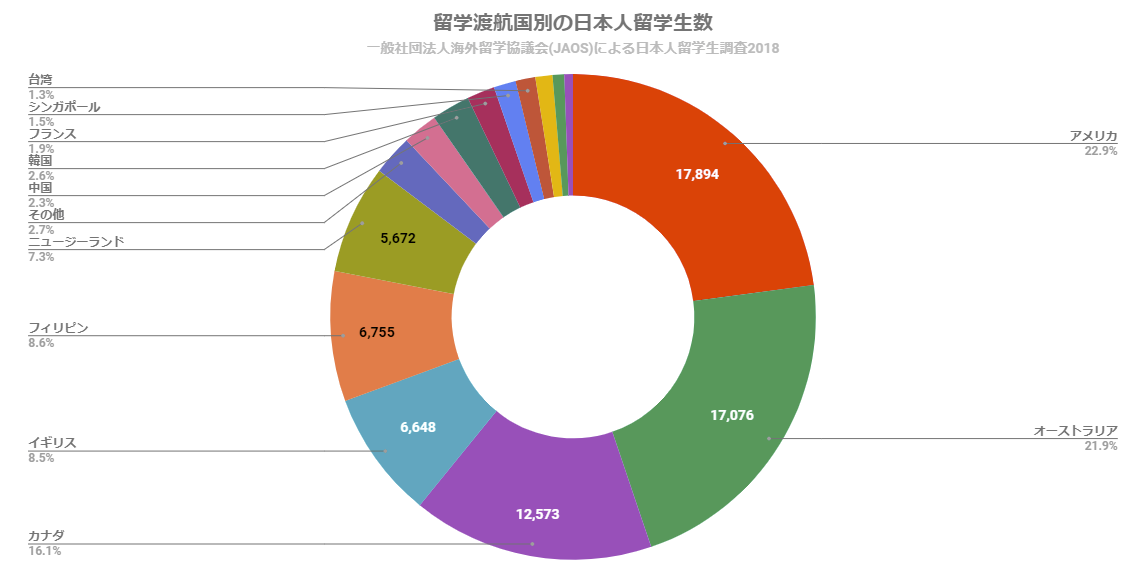 留学渡航国別の日本人留学生数
一般社団法人海外留学協議会(JAOS)による日本人留学生調査2018
台湾
1.3%
シンガポール
1.5%
フランス
1.9%
韓国
2.6%
中国
2.3%
その他
2.7%
ニュージーランド
7.3%
フィリピン
8.6%
イギリス
8.5%
カナダ
16.1%
アメリカ
22.9%
オーストラリア
21.9%
17,894
17,076
12,573
6,648
6,755
5,672